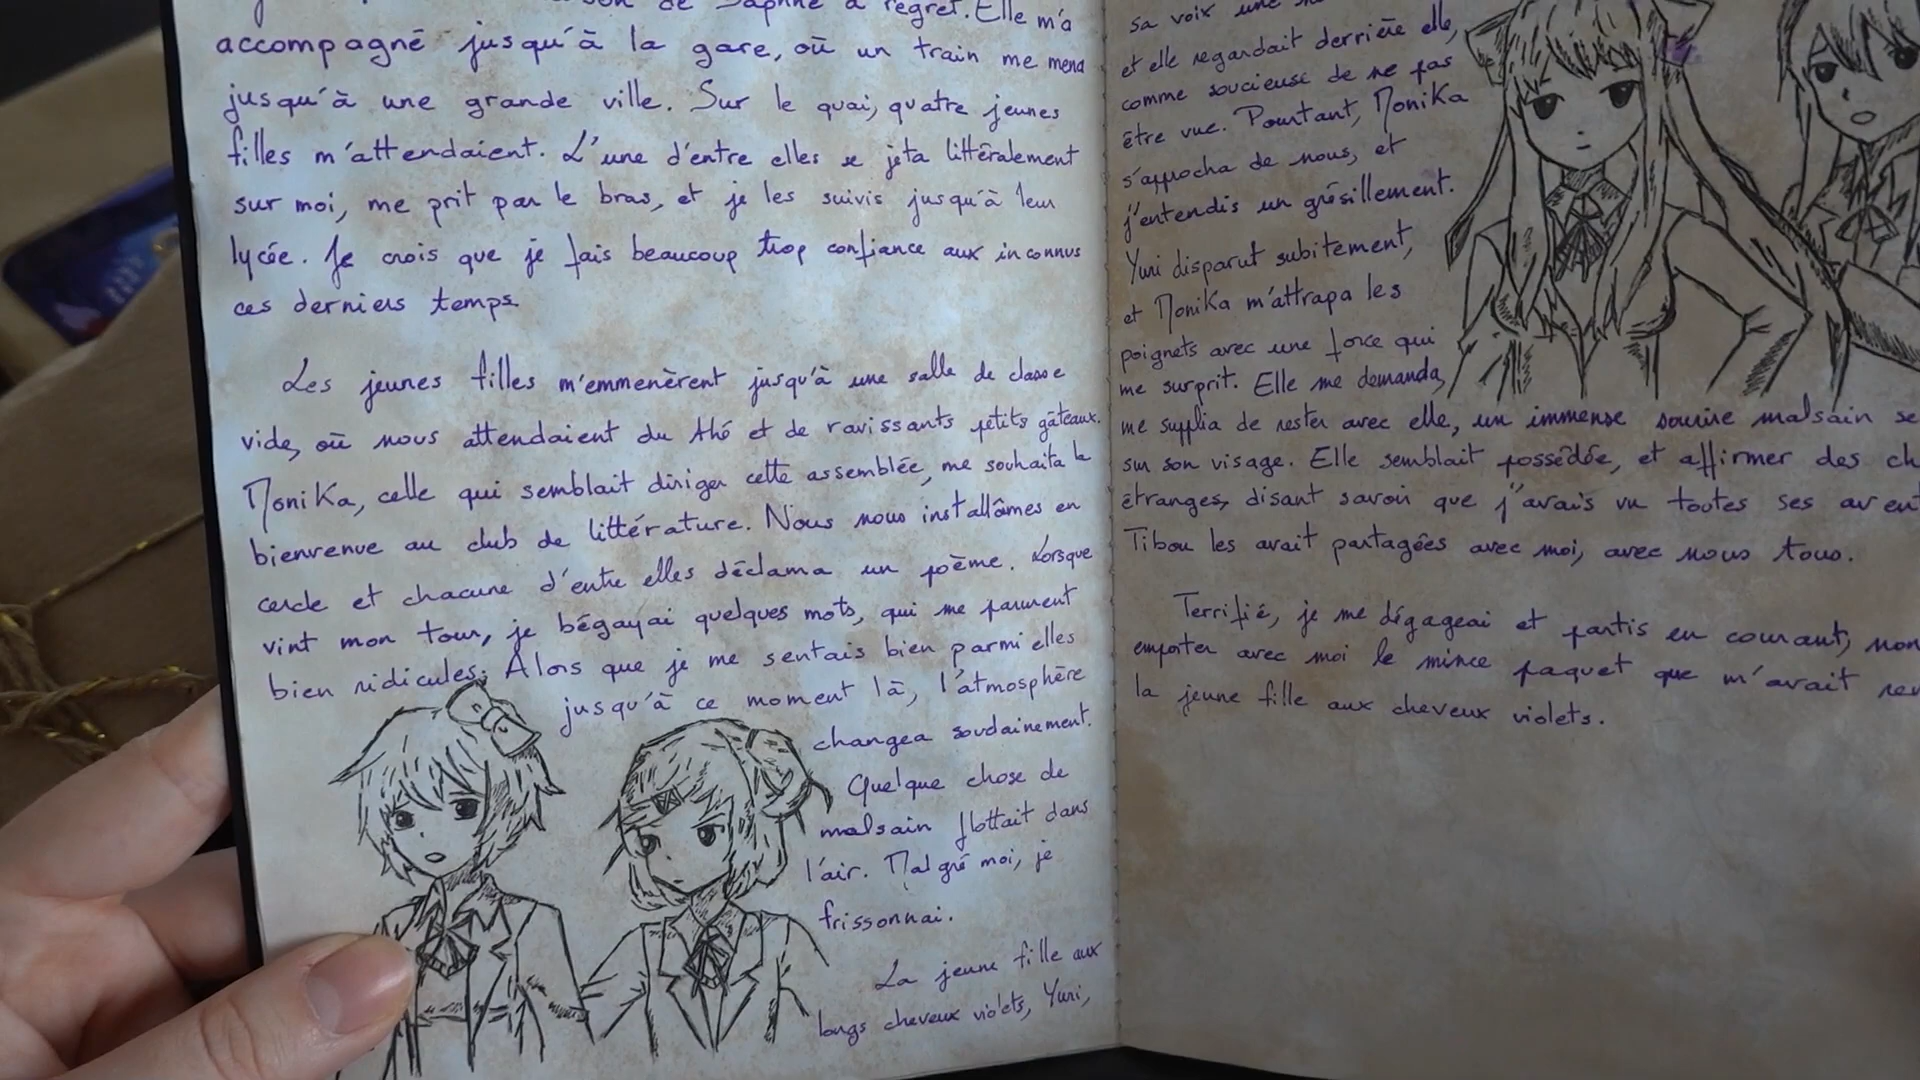 de Daphné à regret. Elle m'a
accompagné jusqu'à la gare, où un train me mena
jusqu'à une grande ville. Sur le quai, quatre jeunes
filles m'attendaient. L'une d'entre elles se jeta littéralement
sur moi, me prit par le bras, et je les suivis jusqu'à leur
lycée. Je crois que je fais beaucoup trop confiance aux inconnus
ces derniers temps.
Les jeunes filles m'emmenèrent jusqu'à une salle de classe
vide, où nous attendaient du thé et de ravissants petits gâteaux.
Monika, celle qui semblait diriger cette assemblée, me souhaita la
bienvenue au club de littérature. Nous nous installâmes en
cercle et chacune d'entre elles déclama un poème. Lorsque
vint mon tour, je bégayai quelques mots, qui me parurent
bien ridicules. Alors que je me sentais bien parmi elles
jusqu'à ce moment là, l'atmosphère
changea soudainement.
Quelque chose de
malsain flottait dans
l'air. Malgré moi, je
frissonnai.
La jeune fille aux
longs cheveux violets, Yuri,
sa voix une
et elle regardait derrière elle,
comme soucieuse de ne pas
être vue. Pourtant, Monika
s'approcha de nous, et
j'entendis un grésillement.
Yuri disparut subitement,
et Monika m'attrapa les
poignets avec une force qui
me surprit. Elle me demanda,
me supplia de rester avec elle, un immense sourire malsain
sur son visage. Elle semblait possédée, et affirmer des
étranges, disant savoir que j'avais vu toutes ses
Tibou les avait partagées avec moi, avec nous tous.
Terrifié, je me dégageai et partis en courant, non
emporter avec moi le mince paquet que m'avait
la jeune fille aux cheveux violets.